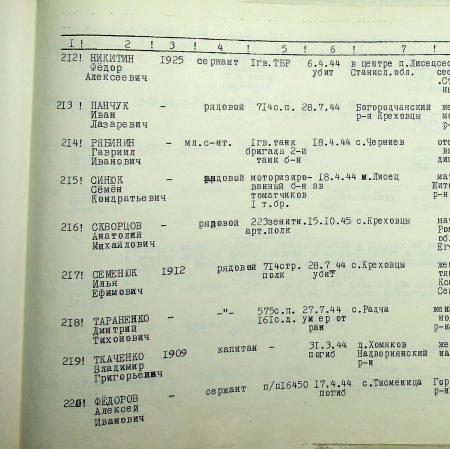 1 ! 2 ! 3 ! 4 ! 5 ! 6 ! 7 !
212! НИКИТИН 1925 сержант 1гв.ТБР 6.4.44 в центре п.Лисец
Фёдор убит Станисл.обл.
Алексеевич
213 ! ПАНЧУК - рядовой 714с.п. 28.7.44 Богородчанский
Иван р-н Креховцы
Лазаревич
214! РЯБИНИН - мл.с-нт. 1гв.танк 18.4.44 с.Черниев
Гавриил бригада 2-й
Иванович танк б-н
215! СИНЮК - рядовой моторизиро- 18.4.44 м.Лисец
Семён ванный б-н ав
Кондратьевич томатчиков
1 т.бр.
216! СКВОРЦОВ - рядовой 223зенитн.15.10.45 с.Креховцы
Анатолий арт.полк
Михайлович
217! СЕМЕНЮК 1912 рядовой 714стр. 28.7 44 с.Креховцы
Илья полк убит
Ефимович
218! ТАРАНЕНКО - -"- 575с.п. 27.7.44 с.Радча
Дмитрий 161с.д. умер от
Тихонович ран
219! ТКАЧЕНКО 1909 капитан - 31.3.44 д.Хомяков
Владимир погиб Надворнянский
Григорьевич р-н
220! ФЁДОРОВ - сержант п/п16450 17.4.44 с.Тисменица
Алексей погиб
Иванович